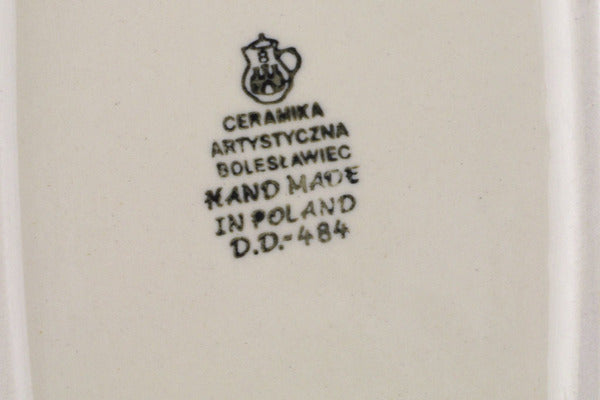 B
CERAMIKA
ARTYSTYCZNA
BOLESŁAWIEC
HAND MADE
IN POLAND
D.D.-484